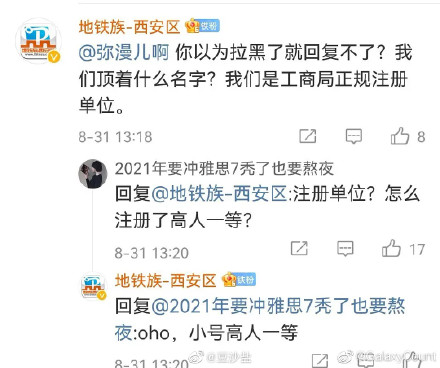 地铁族-西安区 铁粉
@弥漫儿啊 你以为拉黑了就回复不了？我
们顶着什么名字？我们是工商局正规注册
单位。
8-31 13:18
8
2021年要冲雅思7秃了也要熬夜
回复@地铁族-西安区:注册单位？怎么
注册了高人一等？
8-31 13:20
17
地铁族-西安区 铁粉
回复@2021年要冲雅思7秃了也要熬
夜:oho，小号高人一等
8-31 13:20